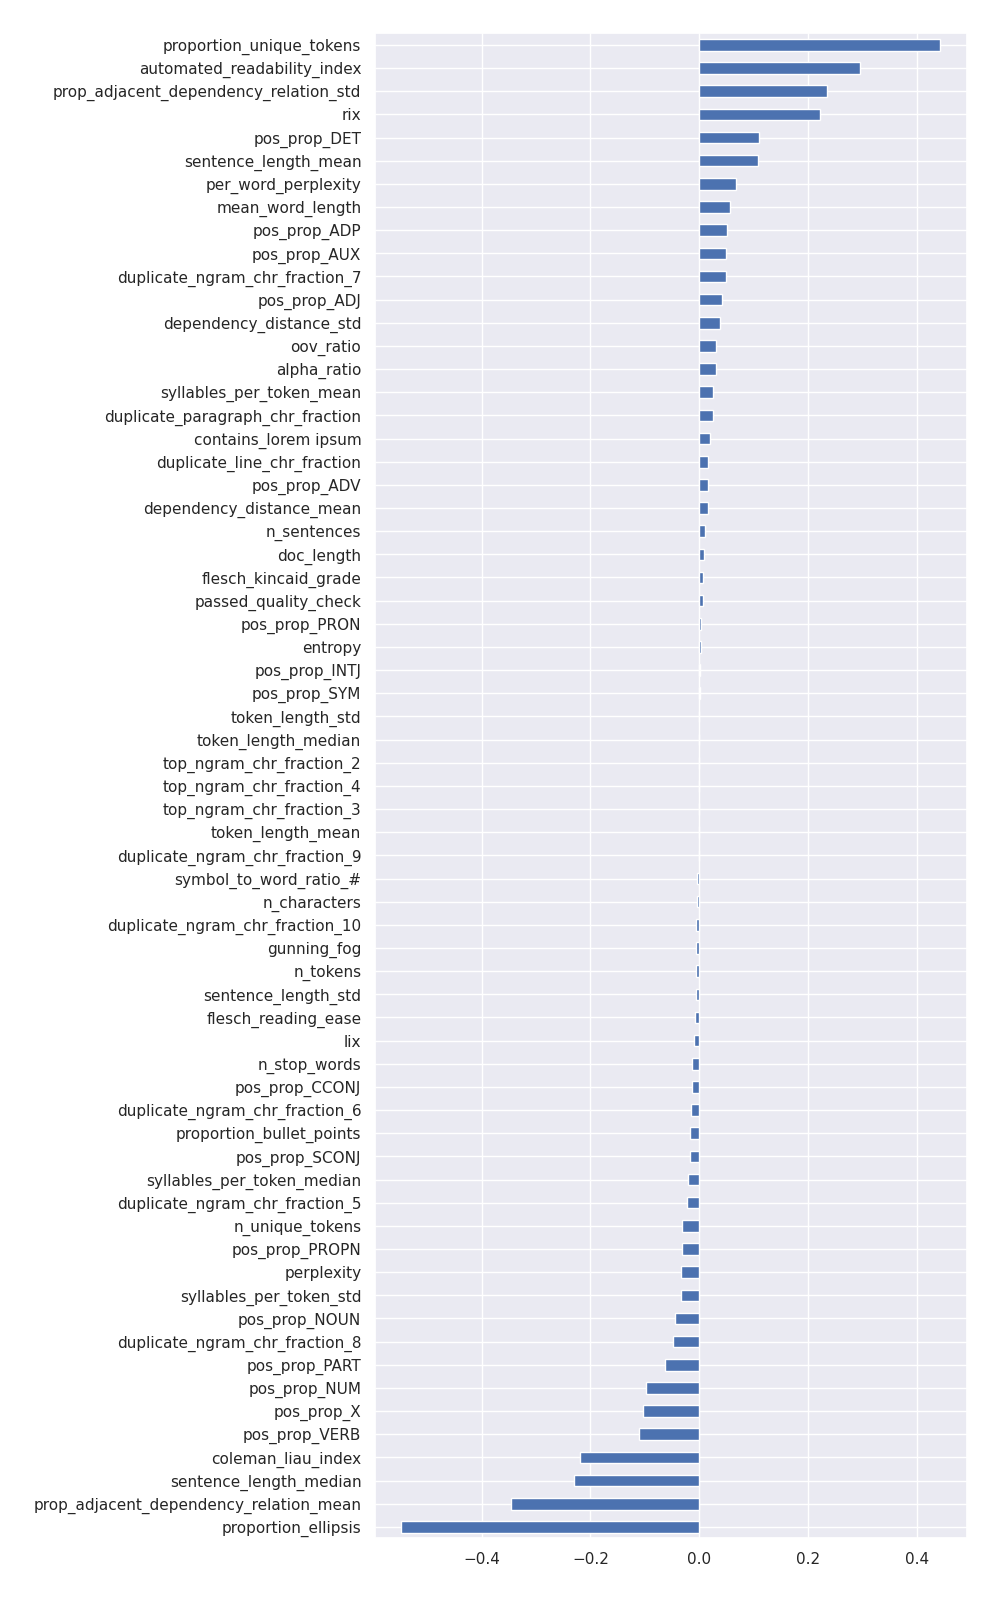 proportion_unique_tokens
automated_readability_index
prop_adjacent_dependency_relation_std
rix
pos_prop_DET
sentence_length_mean
per_word_perplexity
mean_word_length
pos_prop_ADP
pos_prop_AUX
duplicate_ngram_chr_fraction_7
pos_prop_ADJ
dependency_distance_std
oov_ratio
alpha_ratio
syllables_per_token_mean
duplicate_paragraph_chr_fraction
contains_lorem ipsum
duplicate_line_chr_fraction
pos_prop_ADV
dependency_distance_mean
n_sentences
doc_length
flesch_kincaid_grade
passed_quality_check
pos_prop_PRON
entropy
pos_prop_INTJ
pos_prop_SYM
token_length_std
token_length_median
top_ngram_chr_fraction_2
top_ngram_chr_fraction_4
top_ngram_chr_fraction_3
token_length_mean
duplicate_ngram_chr_fraction_9
symbol_to_word_ratio_#
n_characters
duplicate_ngram_chr_fraction_10
gunning_fog
n_tokens
sentence_length_std
flesch_reading_ease
lix
n_stop_words
pos_prop_CCONJ
duplicate_ngram_chr_fraction_6
proportion_bullet_points
pos_prop_SCONJ
syllables_per_token_median
duplicate_ngram_chr_fraction_5
n_unique_tokens
pos_prop_PROPN
perplexity
syllables_per_token_std
pos_prop_NOUN
duplicate_ngram_chr_fraction_8
pos_prop_PART
pos_prop_NUM
pos_prop_X
pos_prop_VERB
coleman_liau_index
sentence_length_median
prop_adjacent_dependency_relation_mean
proportion_ellipsis
−0.4 −0.2 0.0 0.2 0.4